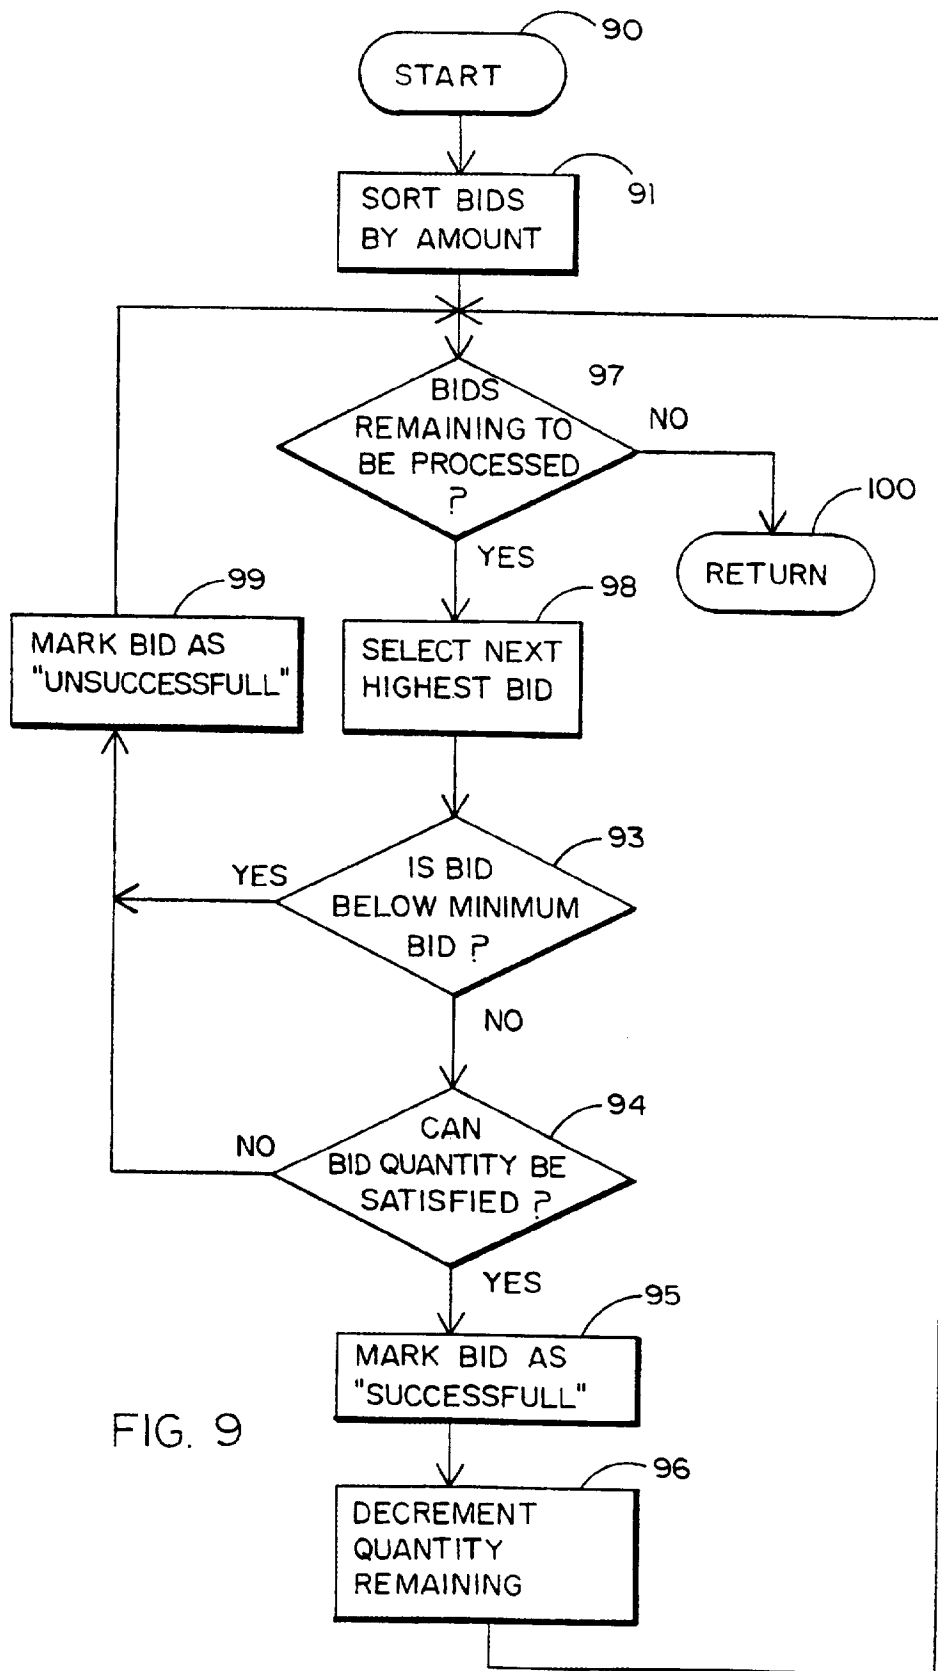 90
START
91
SORT BIDS
BY AMOUNT
97
BIDS
REMAINING TO
BE PROCESSED
?
NO
100
RETURN
YES
99
MARK BID AS
"UNSUCCESSFULL"
98
SELECT NEXT
HIGHEST BID
93
YES
IS BID
BELOW MINIMUM
BID ?
NO
94
NO
CAN
BID QUANTITY BE
SATISFIED ?
YES
95
MARK BID AS
"SUCCESSFULL"
FIG. 9
96
DECREMENT
QUANTITY
REMAINING